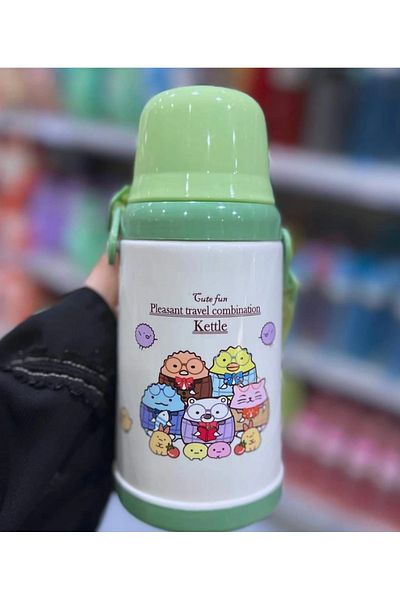 Cute fun
Pleasant travel combination
Kettle